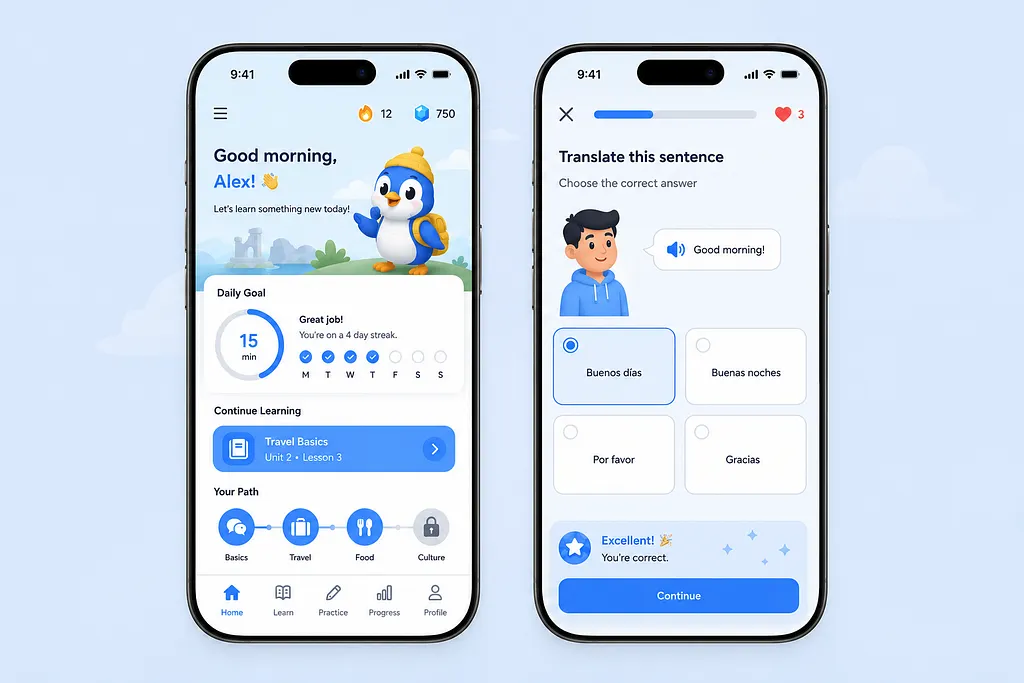 9:41
12
750
Good morning,
Alex! 👋
Let's learn something new today!
Daily Goal
15
min
Great job!
You're on a 4 day streak.
M T W T F S S
Continue Learning
Travel Basics
Unit 2 • Lesson 3
Your Path
Basics
Travel
Food
Culture
Home
Learn
Practice
Progress
Profile
9:41
3
Translate this sentence
Choose the correct answer
Good morning!
Buenos días
Buenas noches
Por favor
Gracias
Excellent! 🎉
You're correct.
Continue